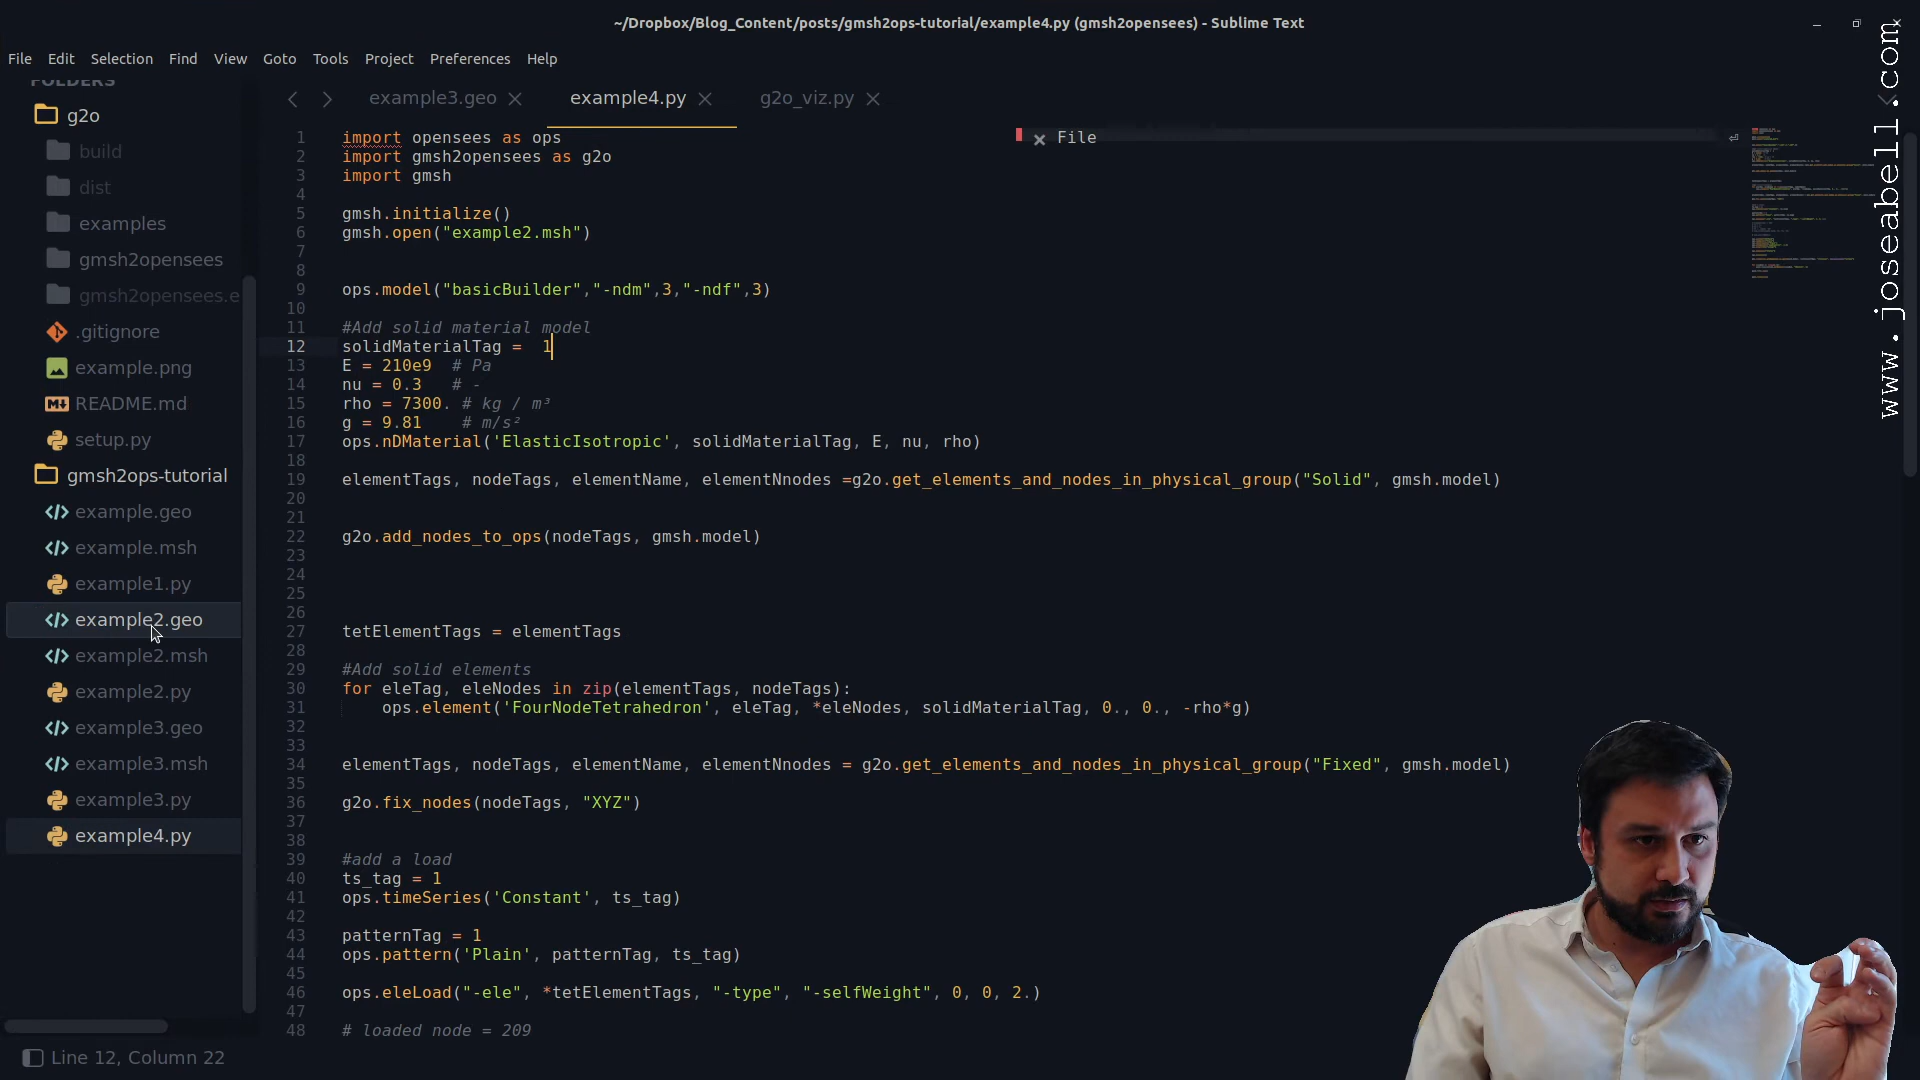 ~/Dropbox/Blog_Content/posts/gmsh2ops-tutorial/example4.py (gmsh2opensees) - Sublime Text
File Edit Selection Find View Goto Tools Project Preferences Help
www.joseabell.com
FOLDERS
g2o
build
dist
examples
gmsh2opensees
gmsh2opensees.e
.gitignore
example.png
README.md
setup.py
gmsh2ops-tutorial
example.geo
example.msh
example1.py
example2.geo
example2.msh
example2.py
example3.geo
example3.msh
example3.py
example4.py
example3.geo example4.py g2o_viz.py
File
1 import opensees as ops
2 import gmsh2opensees as g2o
3 import gmsh
4
5 gmsh.initialize()
6 gmsh.open("example2.msh")
7
8
9 ops.model("basicBuilder","-ndm",3,"-ndf",3)
10
11 #Add solid material model
12 solidMaterialTag =  1
13 E = 210e9  # Pa
14 nu = 0.3   # -
15 rho = 7300. # kg / m³
16 g = 9.81    # m/s²
17 ops.nDMaterial('ElasticIsotropic', solidMaterialTag, E, nu, rho)
18
19 elementTags, nodeTags, elementName, elementNnodes =g2o.get_elements_and_nodes_in_physical_group("Solid", gmsh.model)
20
21
22 g2o.add_nodes_to_ops(nodeTags, gmsh.model)
23
24
25
26
27 tetElementTags = elementTags
28
29 #Add solid elements
30 for eleTag, eleNodes in zip(elementTags, nodeTags):
31     ops.element('FourNodeTetrahedron', eleTag, *eleNodes, solidMaterialTag, 0., 0., -rho*g)
32
33
34 elementTags, nodeTags, elementName, elementNnodes = g2o.get_elements_and_nodes_in_physical_group("Fixed", gmsh.model)
35
36 g2o.fix_nodes(nodeTags, "XYZ")
37
38
39 #add a load
40 ts_tag = 1
41 ops.timeSeries('Constant', ts_tag)
42
43 patternTag = 1
44 ops.pattern('Plain', patternTag, ts_tag)
45
46 ops.eleLoad("-ele", *tetElementTags, "-type", "-selfWeight", 0, 0, 2.)
47
48 # loaded node = 209
Line 12, Column 22